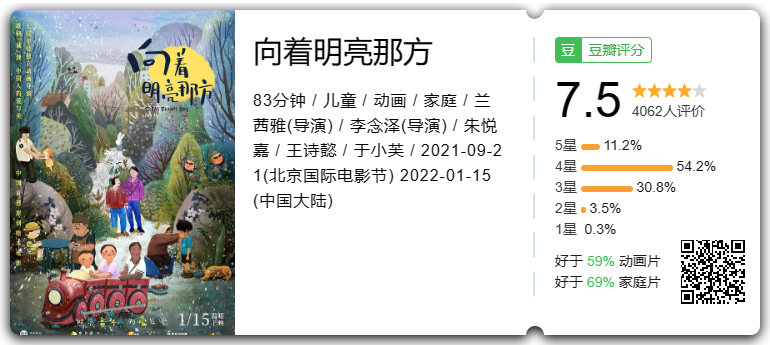 向着
明亮那方
1/15
向着明亮那方
83分钟 / 儿童 / 动画 / 家庭 / 兰
茜雅(导演) / 李念泽(导演) / 朱悦
嘉 / 王诗懿 / 于小芙 / 2021-09-2
1(北京国际电影节) 2022-01-15
(中国大陆)
豆 豆瓣评分
7.5
4062人评价
5星 11.2%
4星 54.2%
3星 30.8%
2星 3.5%
1星 0.3%
好于 59% 动画片
好于 69% 家庭片